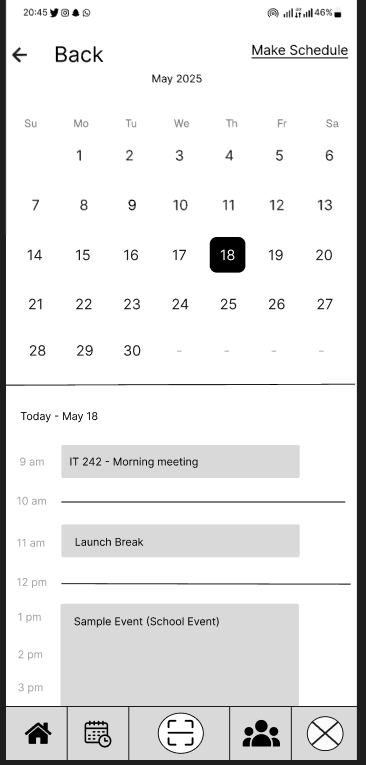 20:45 46%
Back Make Schedule
May 2025
Su Mo Tu We Th Fr Sa
1 2 3 4 5 6
7 8 9 10 11 12 13
14 15 16 17 18 19 20
21 22 23 24 25 26 27
28 29 30 - - - -
Today - May 18
9 am IT 242 - Morning meeting
10 am
11 am Launch Break
12 pm
1 pm Sample Event (School Event)
2 pm
3 pm